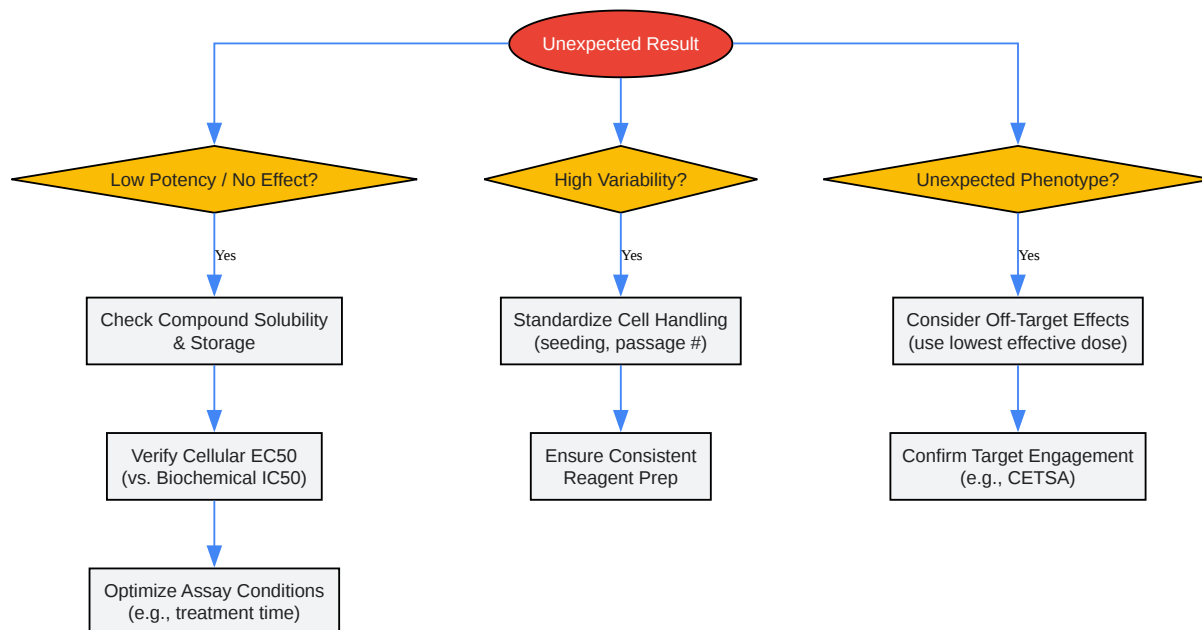 Unexpected Result
Low Potency / No Effect?
High Variability?
Unexpected Phenotype?
Yes
Yes
Yes
Check Compound Solubility
& Storage
Standardize Cell Handling
(seeding, passage #)
Consider Off-Target Effects
(use lowest effective dose)
Verify Cellular EC50
(vs. Biochemical IC50)
Ensure Consistent
Reagent Prep
Confirm Target Engagement
(e.g., CETSA)
Optimize Assay Conditions
(e.g., treatment time)